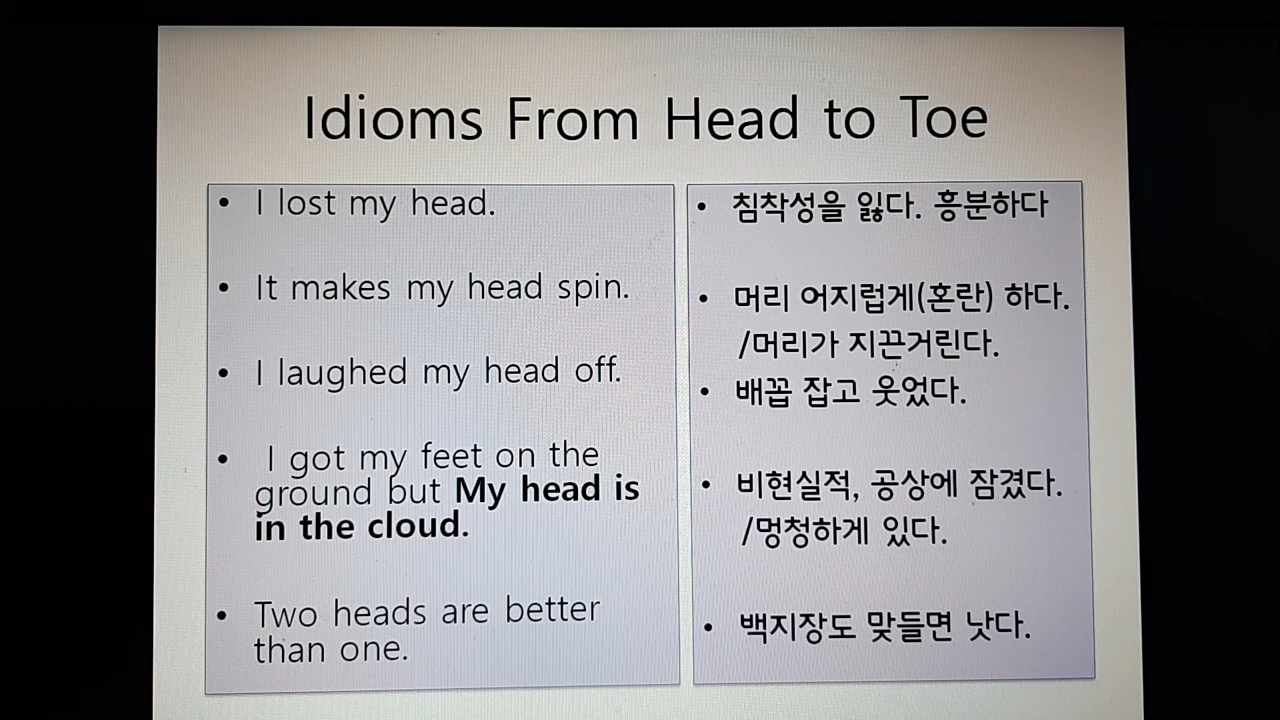 Idioms From Head to Toe
• I lost my head.
• It makes my head spin.
• I laughed my head off.
• I got my feet on the
ground but My head is
in the cloud.
• Two heads are better
than one.
• 침착성을 잃다. 흥분하다
• 머리 어지럽게(혼란) 하다.
/머리가 지끈거린다.
• 배꼽 잡고 웃었다.
• 비현실적, 공상에 잠겼다.
/멍청하게 있다.
• 백지장도 맞들면 낫다.